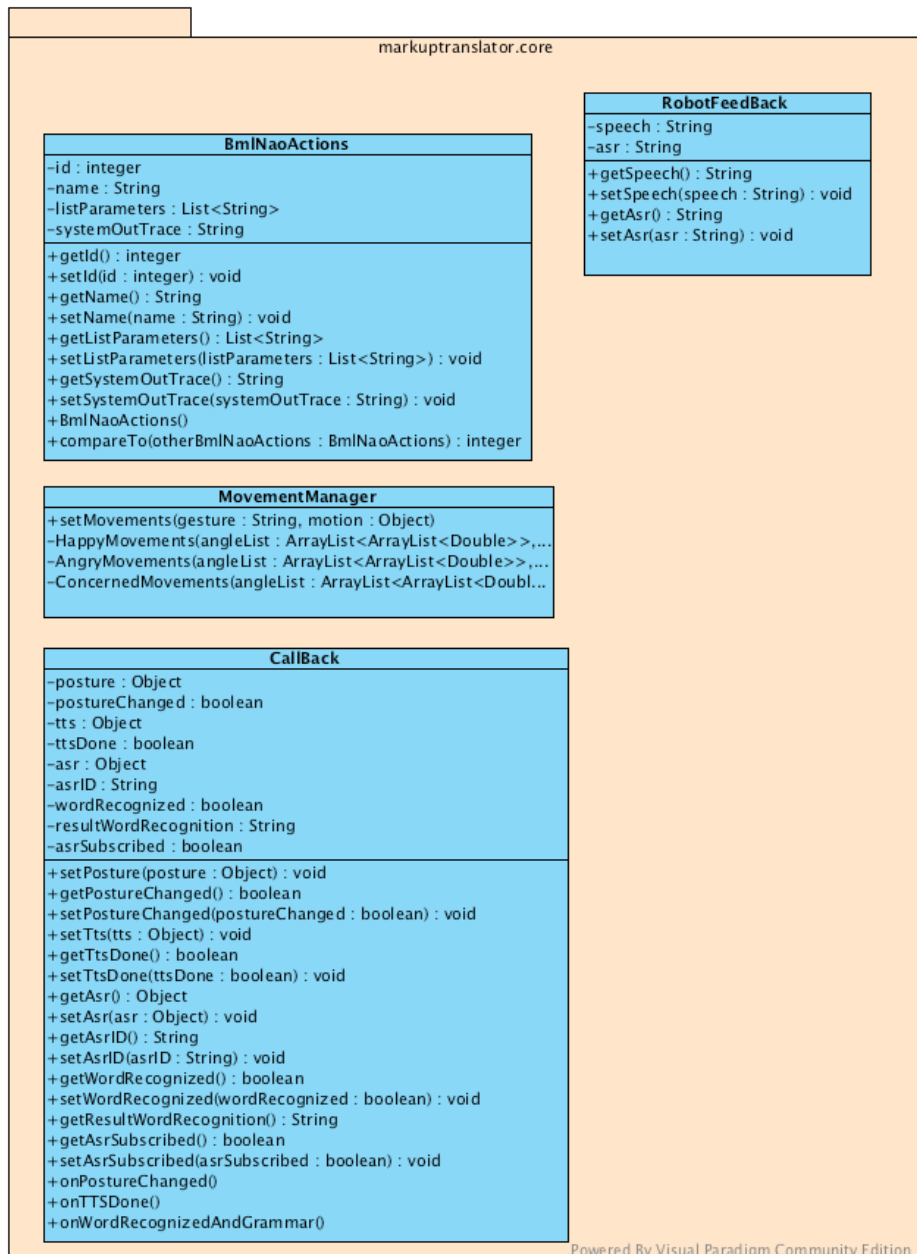 markuptranslator.core
RobotFeedBack
-speech : String
-asr : String
+getSpeech() : String
+setSpeech(speech : String) : void
+getAsr() : String
+setAsr(asr : String) : void
BmlNaoActions
-id : integer
-name : String
-listParameters : List<String>
-systemOutTrace : String
+getId() : integer
+setId(id : integer) : void
+getName() : String
+setName(name : String) : void
+getListParameters() : List<String>
+setListParameters(listParameters : List<String>) : void
+getSystemOutTrace() : String
+setSystemOutTrace(systemOutTrace : String) : void
+BmlNaoActions()
+compareTo(otherBmlNaoActions : BmlNaoActions) : integer
MovementManager
+setMovements(gesture : String, motion : Object)
-HappyMovements(angleList : ArrayList<ArrayList<Double>>,...
-AngryMovements(angleList : ArrayList<ArrayList<Double>>,...
-ConcernedMovements(angleList : ArrayList<ArrayList<Doubl...
CallBack
-posture : Object
-postureChanged : boolean
-tts : Object
-ttsDone : boolean
-asr : Object
-asrID : String
-wordRecognized : boolean
-resultWordRecognition : String
-asrSubscribed : boolean
+setPosture(posture : Object) : void
+getPostureChanged() : boolean
+setPostureChanged(postureChanged : boolean) : void
+setTts(tts : Object) : void
+getTtsDone() : boolean
+setTtsDone(ttsDone : boolean) : void
+getAsr() : Object
+setAsr(asr : Object) : void
+getAsrID() : String
+setAsrID(asrID : String) : void
+getWordRecognized() : boolean
+setWordRecognized(wordRecognized : boolean) : void
+getResultWordRecognition() : String
+getAsrSubscribed() : boolean
+setAsrSubscribed(asrSubscribed : boolean) : void
+onPostureChanged()
+onTTSDone()
+onWordRecognizedAndGrammar()
Powered By Visual Paradigm Community Edition